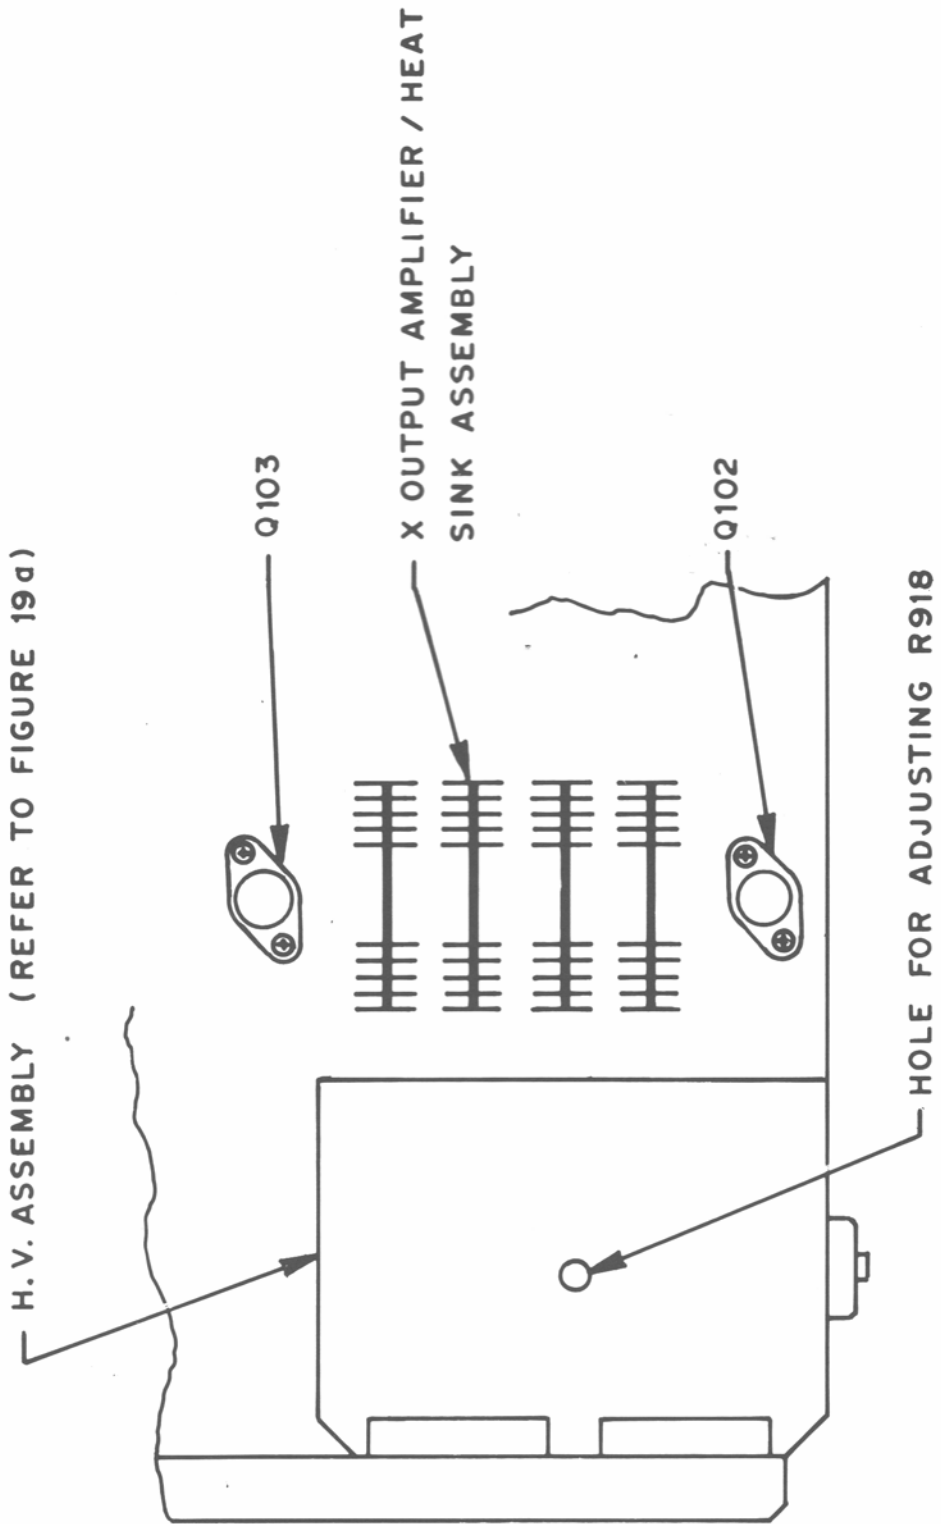 H.V. ASSEMBLY (REFER TO FIGURE 19a)
Q103
X OUTPUT AMPLIFIER / HEAT
SINK ASSEMBLY
Q102
HOLE FOR ADJUSTING R918